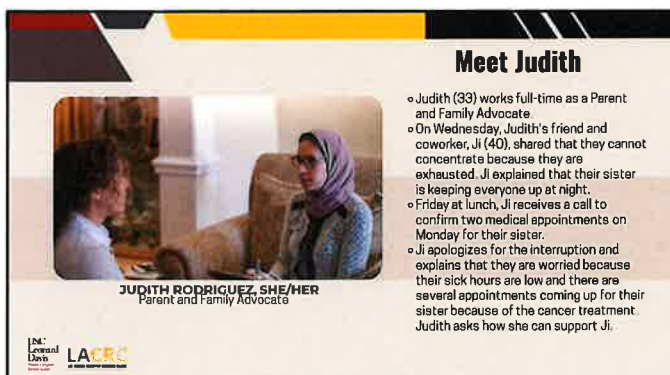 Meet Judith
Judith (33) works full-time as a Parent
and Family Advocate.
On Wednesday, Judith's friend and
coworker, Ji (40), shared that they cannot
concentrate because they are
exhausted. Ji explained that their sister
is keeping everyone up at night.
Friday at lunch, Ji receives a call to
confirm two medical appointments on
Monday for their sister.
Ji apologizes for the interruption and
explains that they are worried because
their sick hours are low and there are
several appointments coming up for their
sister because of the cancer treatment.
Judith asks how she can support Ji.
JUDITH RODRIGUEZ, SHE/HER
Parent and Family Advocate
USC
Leonard
Davis
LACRC